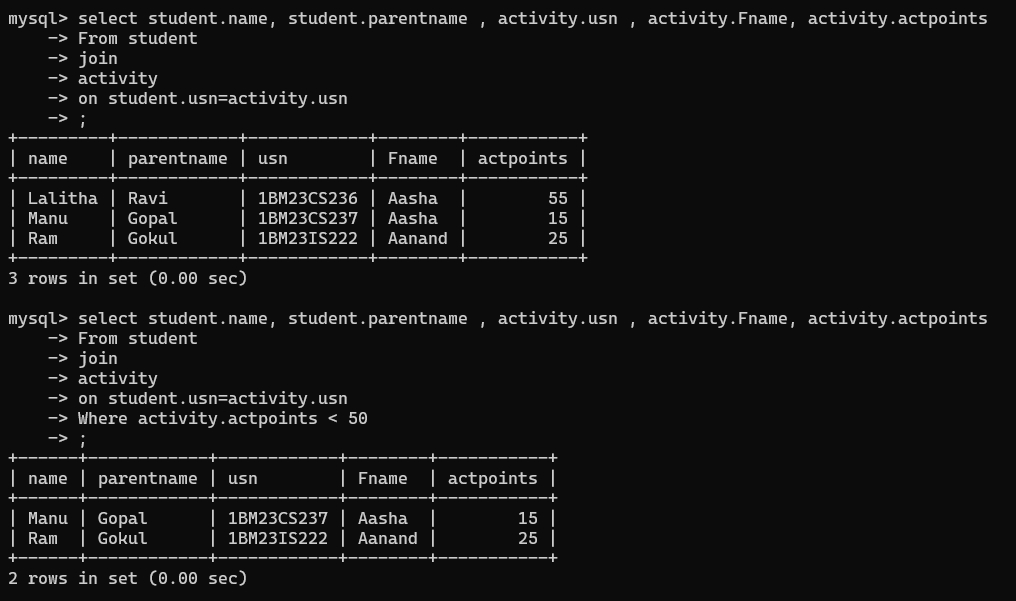 mysql> select student.name, student.parentname , activity.usn , activity.Fname, activity.actpoints
    -> From student
    -> join
    -> activity
    -> on student.usn=activity.usn
    -> ;
+---------+------------+------------+--------+-----------+
| name    | parentname | usn        | Fname  | actpoints |
+---------+------------+------------+--------+-----------+
| Lalitha | Ravi       | 1BM23CS236 | Aasha  |        55 |
| Manu    | Gopal      | 1BM23CS237 | Aasha  |        15 |
| Ram     | Gokul      | 1BM23IS222 | Aanand |        25 |
+---------+------------+------------+--------+-----------+
3 rows in set (0.00 sec)

mysql> select student.name, student.parentname , activity.usn , activity.Fname, activity.actpoints
    -> From student
    -> join
    -> activity
    -> on student.usn=activity.usn
    -> Where activity.actpoints < 50
    -> ;
+------+------------+------------+--------+-----------+
| name | parentname | usn        | Fname  | actpoints |
+------+------------+------------+--------+-----------+
| Manu | Gopal      | 1BM23CS237 | Aasha  |        15 |
| Ram  | Gokul      | 1BM23IS222 | Aanand |        25 |
+------+------------+------------+--------+-----------+
2 rows in set (0.00 sec)